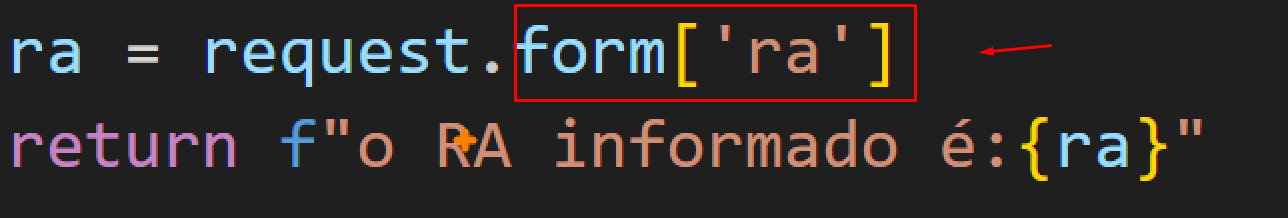 ra = request.form['ra']
return f"o RA informado é:{ra}"